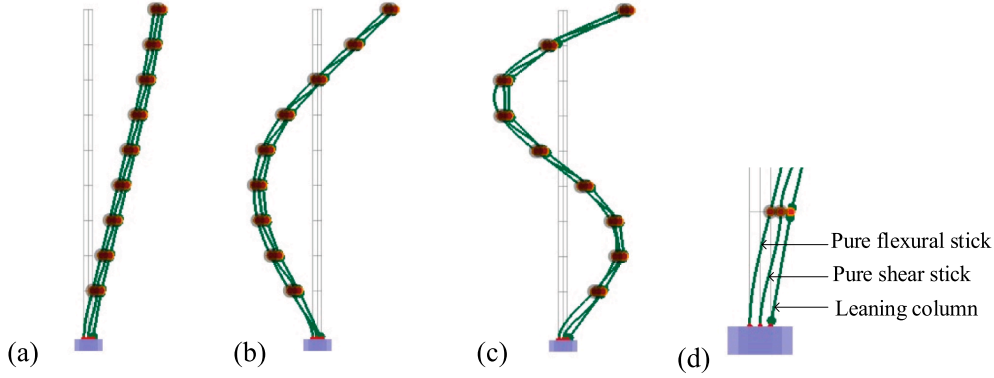 Pure flexural stick
Pure shear stick
Leaning column
(a)
(b)
(c)
(d)